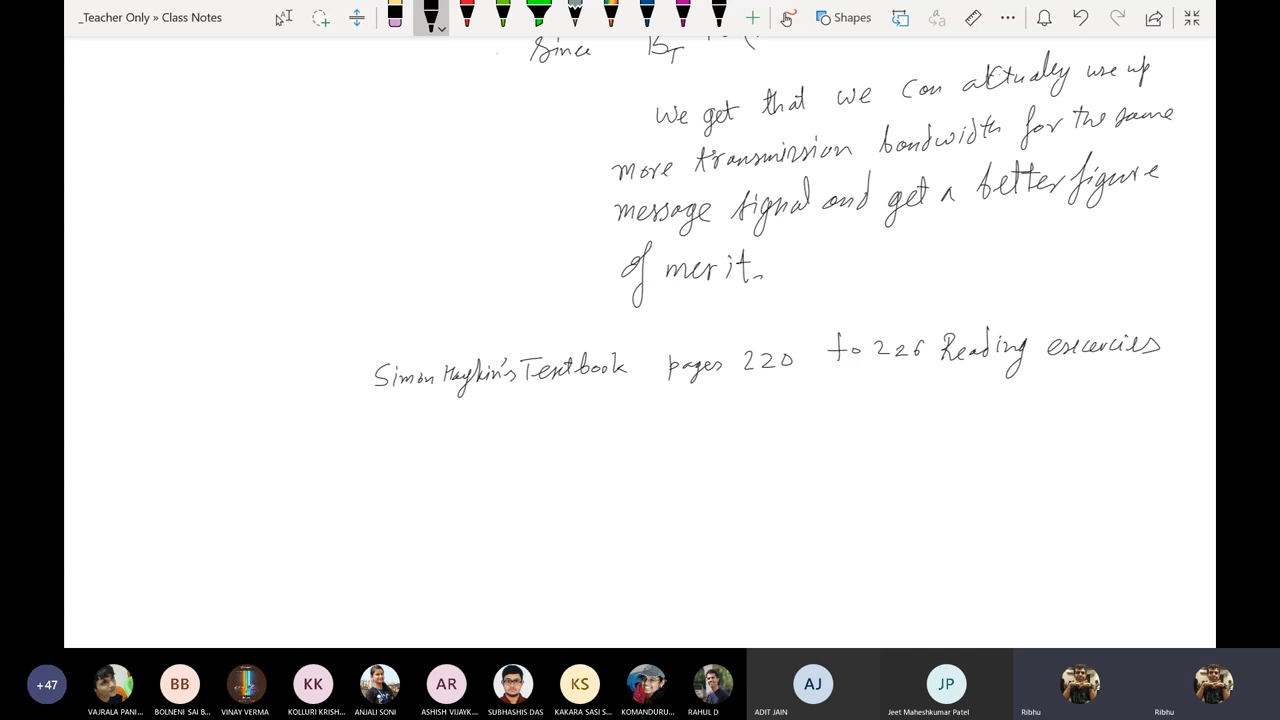 _Teacher Only » Class Notes
Shapes
Since B_T
We get that we can aktually use up
more transmission bandwidth for the same
message signal and get a better figure
of merit.
Simon Haykin's Textbook pages 220 to 226 Reading excercies
+47
BB
KK
AR
KS
AJ
JP
VAJRALA PANI...
BOLNENI SAI B...
VINAY VERMA
KOLLURI KRISH...
ANJALI SONI
ASHISH VIJAYK...
SUBHASHIS DAS
KAKARA SASI S...
KOMANDURU...
RAHUL D
ADIT JAIN
Jeet Maheshkumar Patel
Ribhu
Ribhu